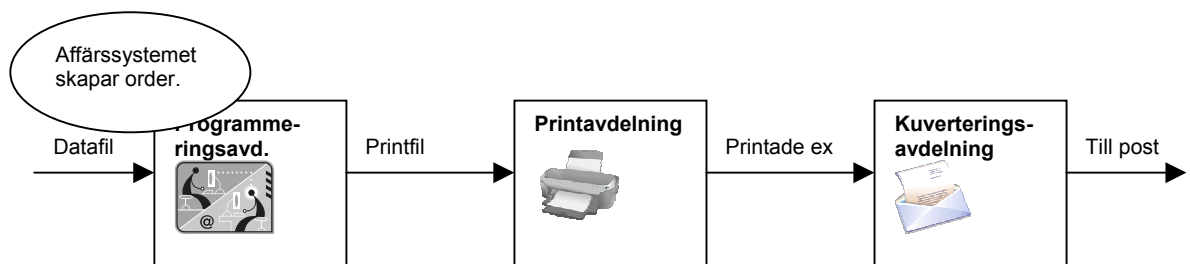 Affärssystemet
skapar order.
Datafil
Programme-
ringsavd.
@
Printfil
Printavdelning
Printade ex
Kuverterings-
avdelning
Till post